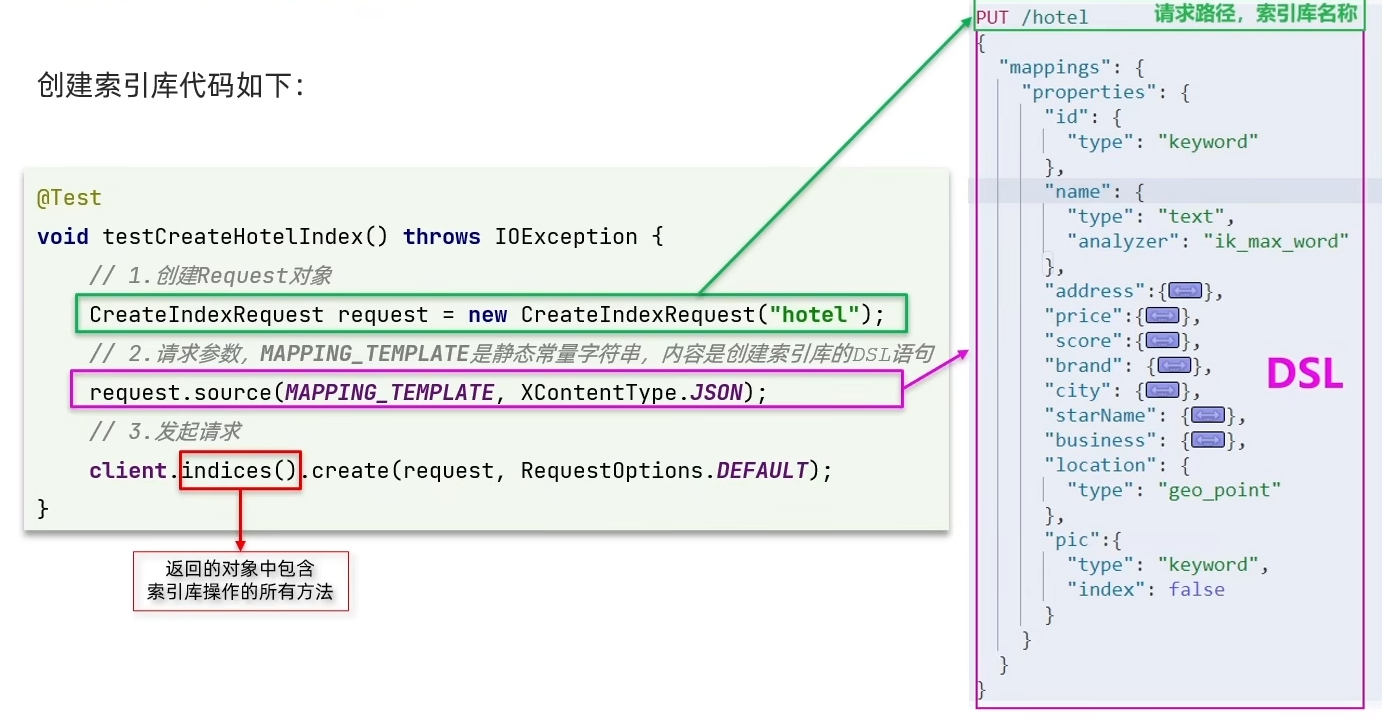 创建索引库代码如下：
@Test
void testCreateHotelIndex() throws IOException {
// 1.创建Request对象
CreateIndexRequest request = new CreateIndexRequest("hotel");
// 2.请求参数，MAPPING_TEMPLATE是静态常量字符串，内容是创建索引库的DSL语句
request.source(MAPPING_TEMPLATE, XContentType.JSON);
// 3.发起请求
client.indices().create(request, RequestOptions.DEFAULT);
}
返回的对象中包含
索引库操作的所有方法
PUT /hotel 请求路径，索引库名称
{
"mappings": {
"properties": {
"id": {
"type": "keyword"
},
"name": {
"type": "text",
"analyzer": "ik_max_word"
},
"address":{},
"price":{},
"score":{},
"brand": {},
"city": {},
"starName": {},
"business": {},
"location": {
"type": "geo_point"
},
"pic":{
"type": "keyword",
"index": false
}
}
}
}
DSL